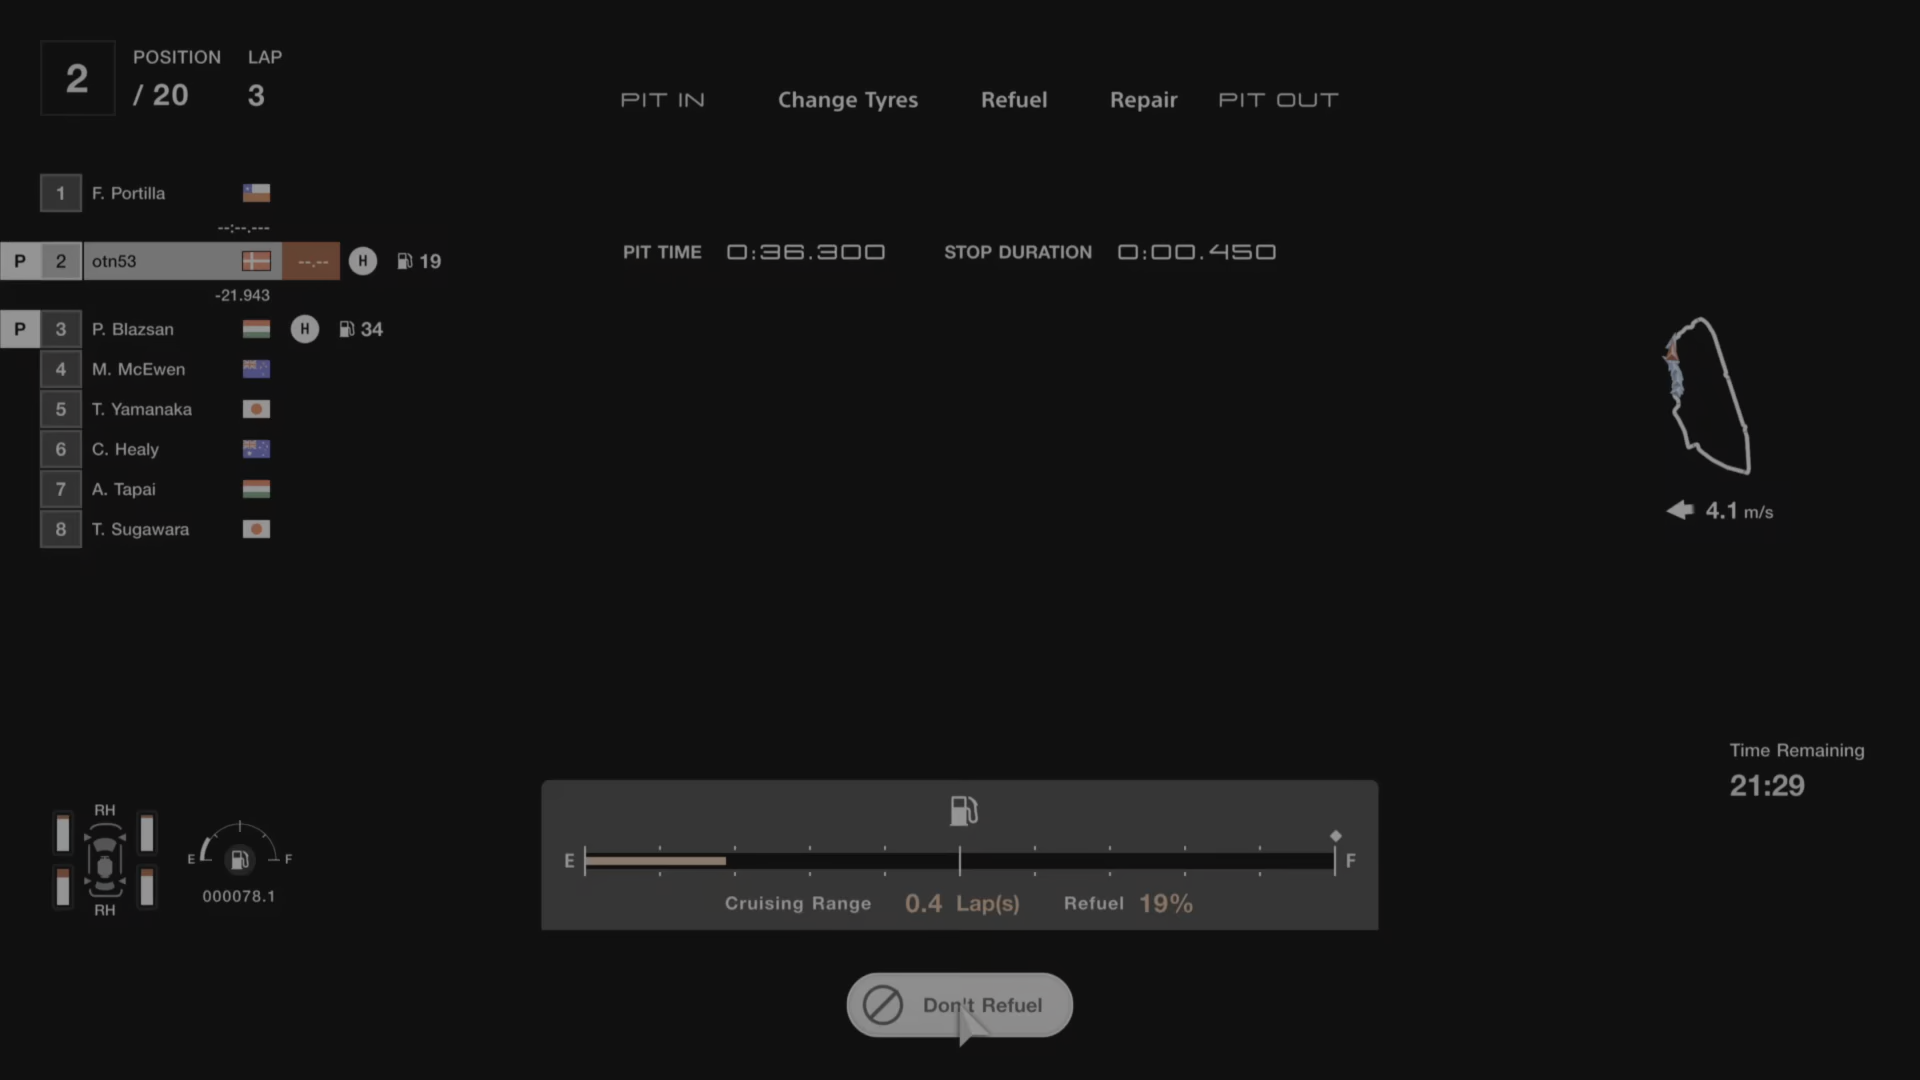 2 POSITION / 20 LAP 3
PIT IN Change Tyres Refuel Repair PIT OUT
PIT TIME 0:36.300 STOP DURATION 0:00.450
1 F. Portilla
--:--.---
P 2 otn53 --.-- H 19
-21.943
P 3 P. Blazsan H 34
4 M. McEwen
5 T. Yamanaka
6 C. Healy
7 A. Tapai
8 T. Sugawara
4.1 m/s
Time Remaining
21:29
RH
E F
000078.1
RH
E F
Cruising Range 0.4 Lap(s) Refuel 19%
Don't Refuel